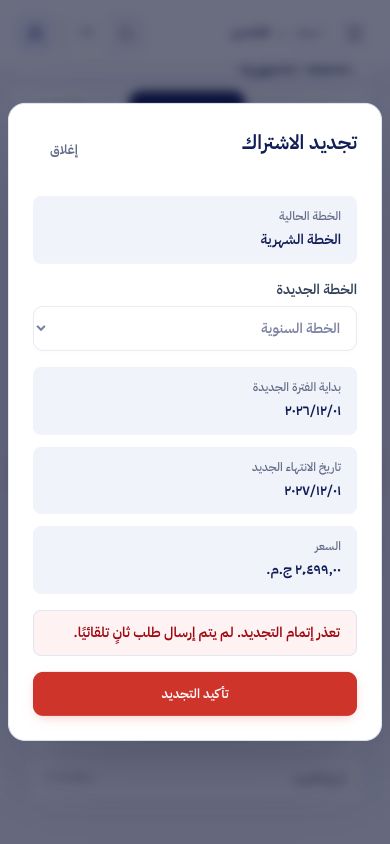 تجديد الاشتراك
إغلاق
الخطة الحالية
الخطة الشهرية
الخطة الجديدة
الخطة السنوية
بداية الفترة الجديدة
٢٠٢٦/١٢/٠١
تاريخ الانتهاء الجديد
٢٠٢٧/١٢/٠١
السعر
٢٬٤٩٩٫٠٠ ج.م.
تعذر إتمام التجديد. لم يتم إرسال طلب ثانٍ تلقائيًا.
تأكيد التجديد